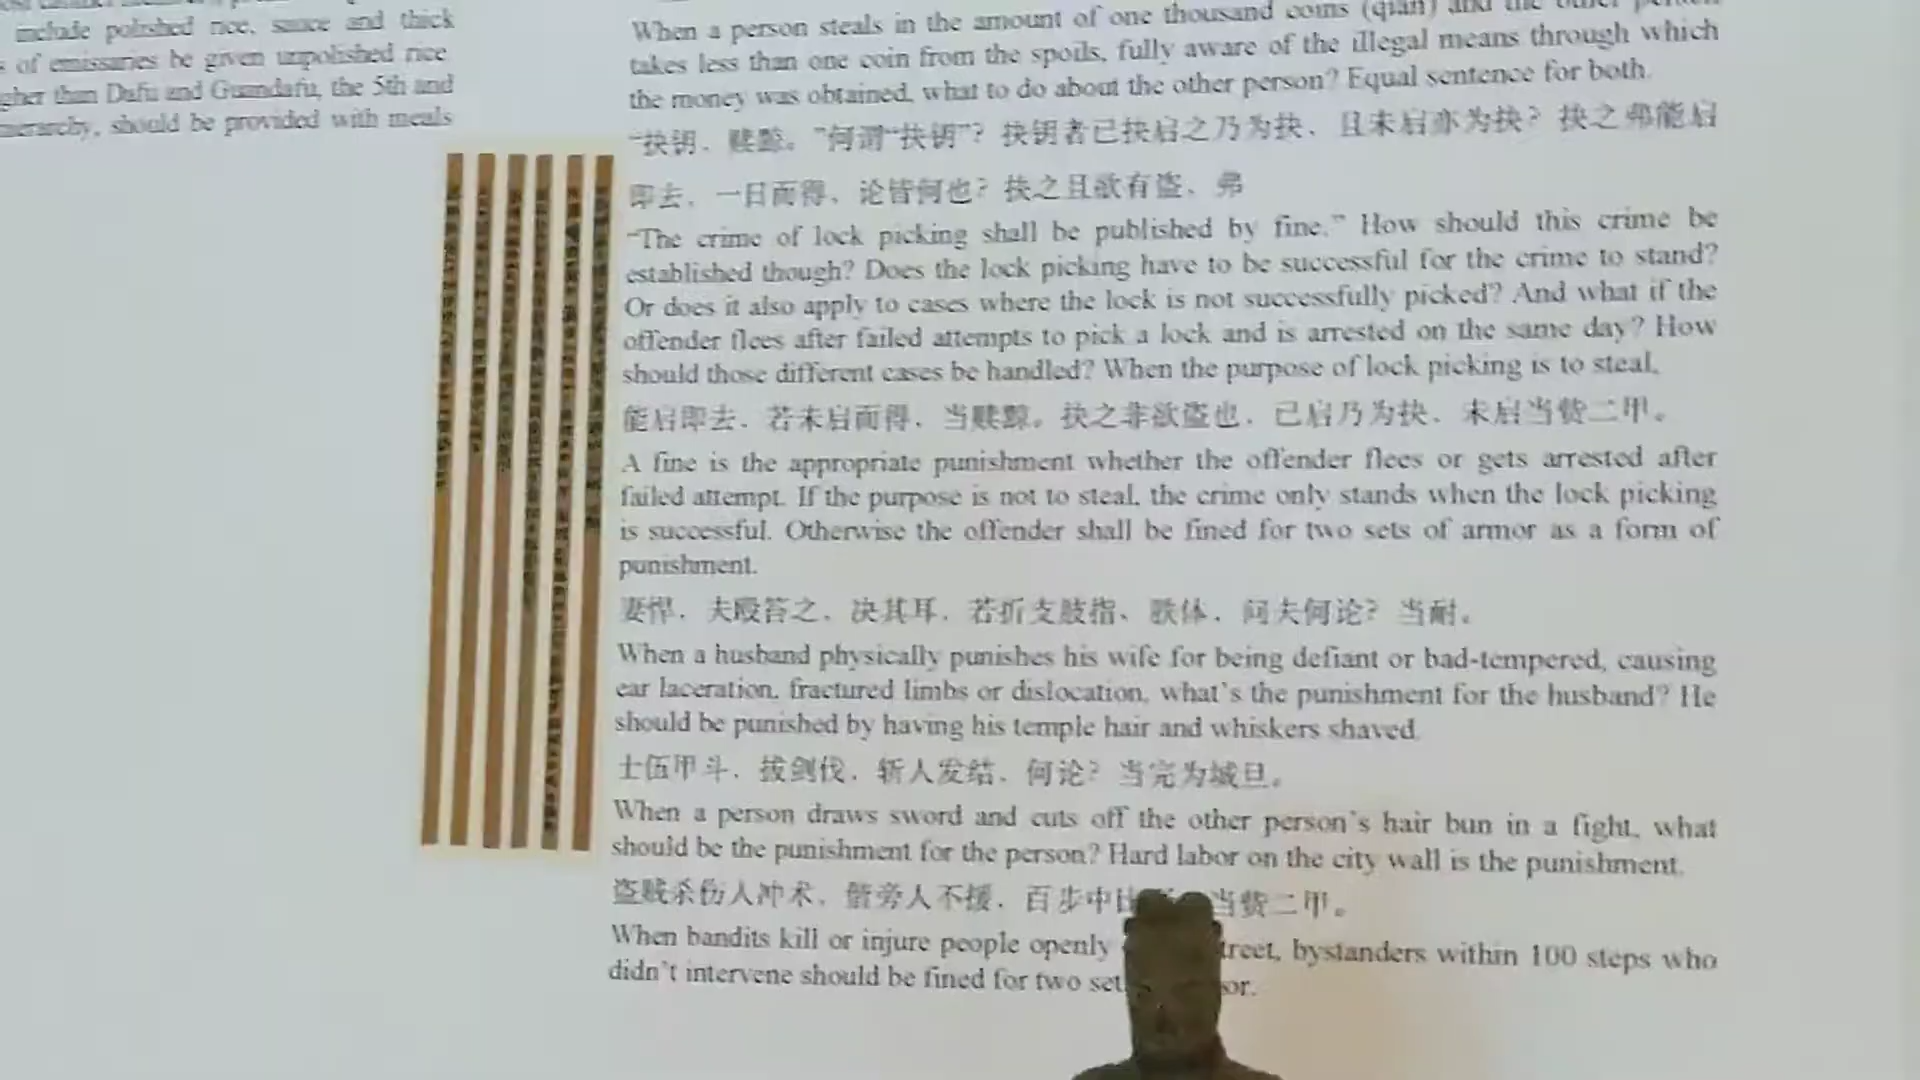 include polished rice, sauce and thick
of emissaries be given unpolished rice
than Dafu and Guandafu, the 5th and
hierarchy, should be provided with meals
When a person steals in the amount of one thousand coins (qian) and the other person
takes less than one coin from the spoils, fully aware of the illegal means through which
the money was obtained, what to do about the other person? Equal sentence for both.
“抉钥，赎黥。”何谓“抉钥”？抉钥者已抉启之乃为抉，且未启亦为抉？抉之弗能启
即去，一日而得，论皆何也？抉之且欲有盗，弗
“The crime of lock picking shall be published by fine.” How should this crime be
established though? Does the lock picking have to be successful for the crime to stand?
Or does it also apply to cases where the lock is not successfully picked? And what if the
offender flees after failed attempts to pick a lock and is arrested on the same day? How
should those different cases be handled? When the purpose of lock picking is to steal,
能启即去，若未启而得，当赎黥。抉之非欲盗也，已启乃为抉，未启当赀二甲。
A fine is the appropriate punishment whether the offender flees or gets arrested after
failed attempt. If the purpose is not to steal, the crime only stands when the lock picking
is successful. Otherwise the offender shall be fined for two sets of armor as a form of
punishment.
妻悍，夫殴笞之，决其耳，若折支肢指、胅体，问夫何论？当耐。
When a husband physically punishes his wife for being defiant or bad-tempered, causing
ear laceration, fractured limbs or dislocation, what’s the punishment for the husband? He
should be punished by having his temple hair and whiskers shaved.
士伍甲斗，拔剑伐，斩人发结，何论？当完为城旦。
When a person draws sword and cuts off the other person’s hair bun in a fight, what
should be the punishment for the person? Hard labor on the city wall is the punishment.
盗贼杀伤人冲术，偕旁人不援，百步中比 当赀二甲。
When bandits kill or injure people openly street, bystanders within 100 steps who
didn’t intervene should be fined for two